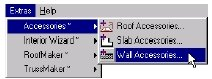 Extras Help
Accessories
Interior Wizard
RoofMaker
TrussMaker
Roof Accessories...
Slab Accessories...
Wall Accessories...